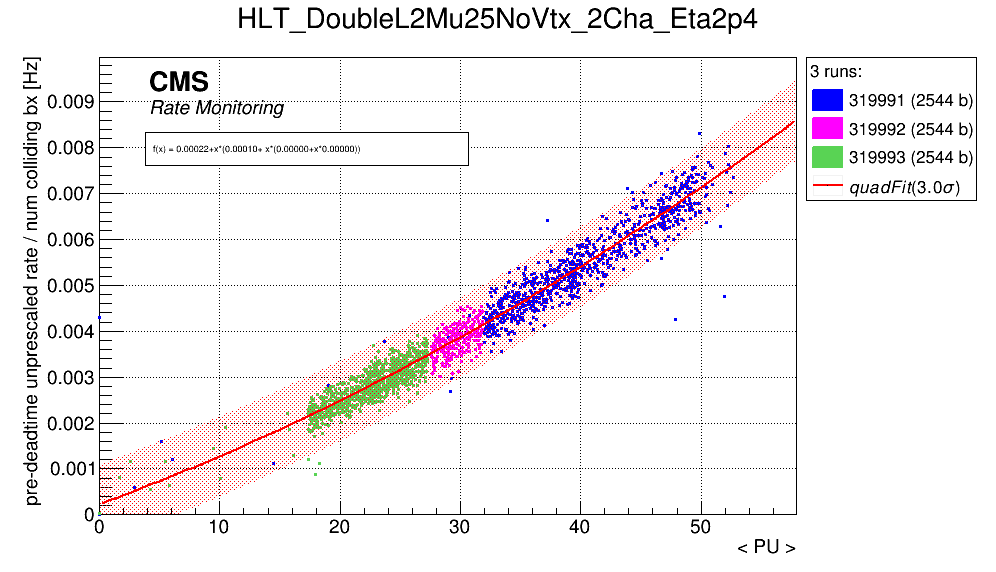 HLT_DoubleL2Mu25NoVtx_2Cha_Eta2p4
pre-deadtime unprescaled rate / num colliding bx [Hz]
CMS
Rate Monitoring
f(x) = 0.00022+x*(0.00010+ x*(0.00000+x*0.00000))
0.009
0.008
0.007
0.006
0.005
0.004
0.003
0.002
0.001
0
0 10 20 30 40 50
< PU >
3 runs:
319991 (2544 b)
319992 (2544 b)
319993 (2544 b)
quadFit(3.0σ)